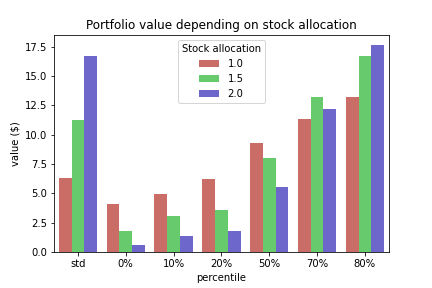 Portfolio value depending on stock allocation
Stock allocation
1.0
1.5
2.0
value ($)
17.5
15.0
12.5
10.0
7.5
5.0
2.5
0.0
std 0% 10% 20% 50% 70% 80%
percentile